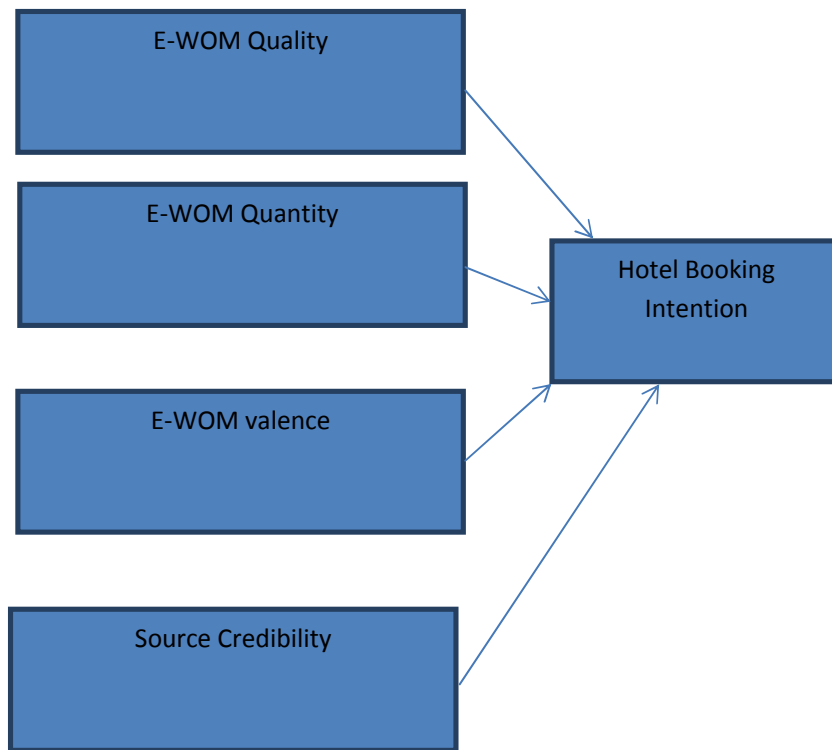 E-WOM Quality
E-WOM Quantity
Hotel Booking
Intention
E-WOM valence
Source Credibility